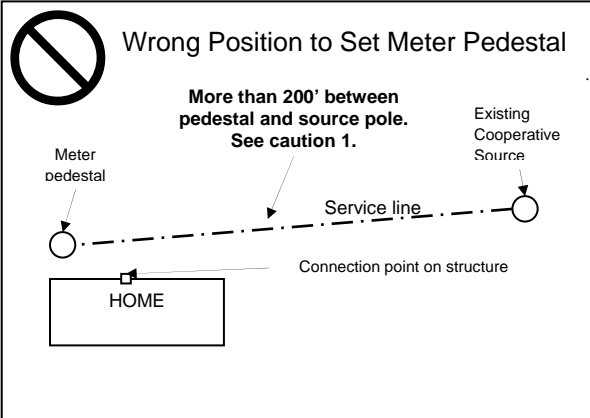 Wrong Position to Set Meter Pedestal
More than 200’ between
pedestal and source pole.
See caution 1.
Existing
Cooperative
Source
Meter
pedestal
Service line
Connection point on structure
HOME